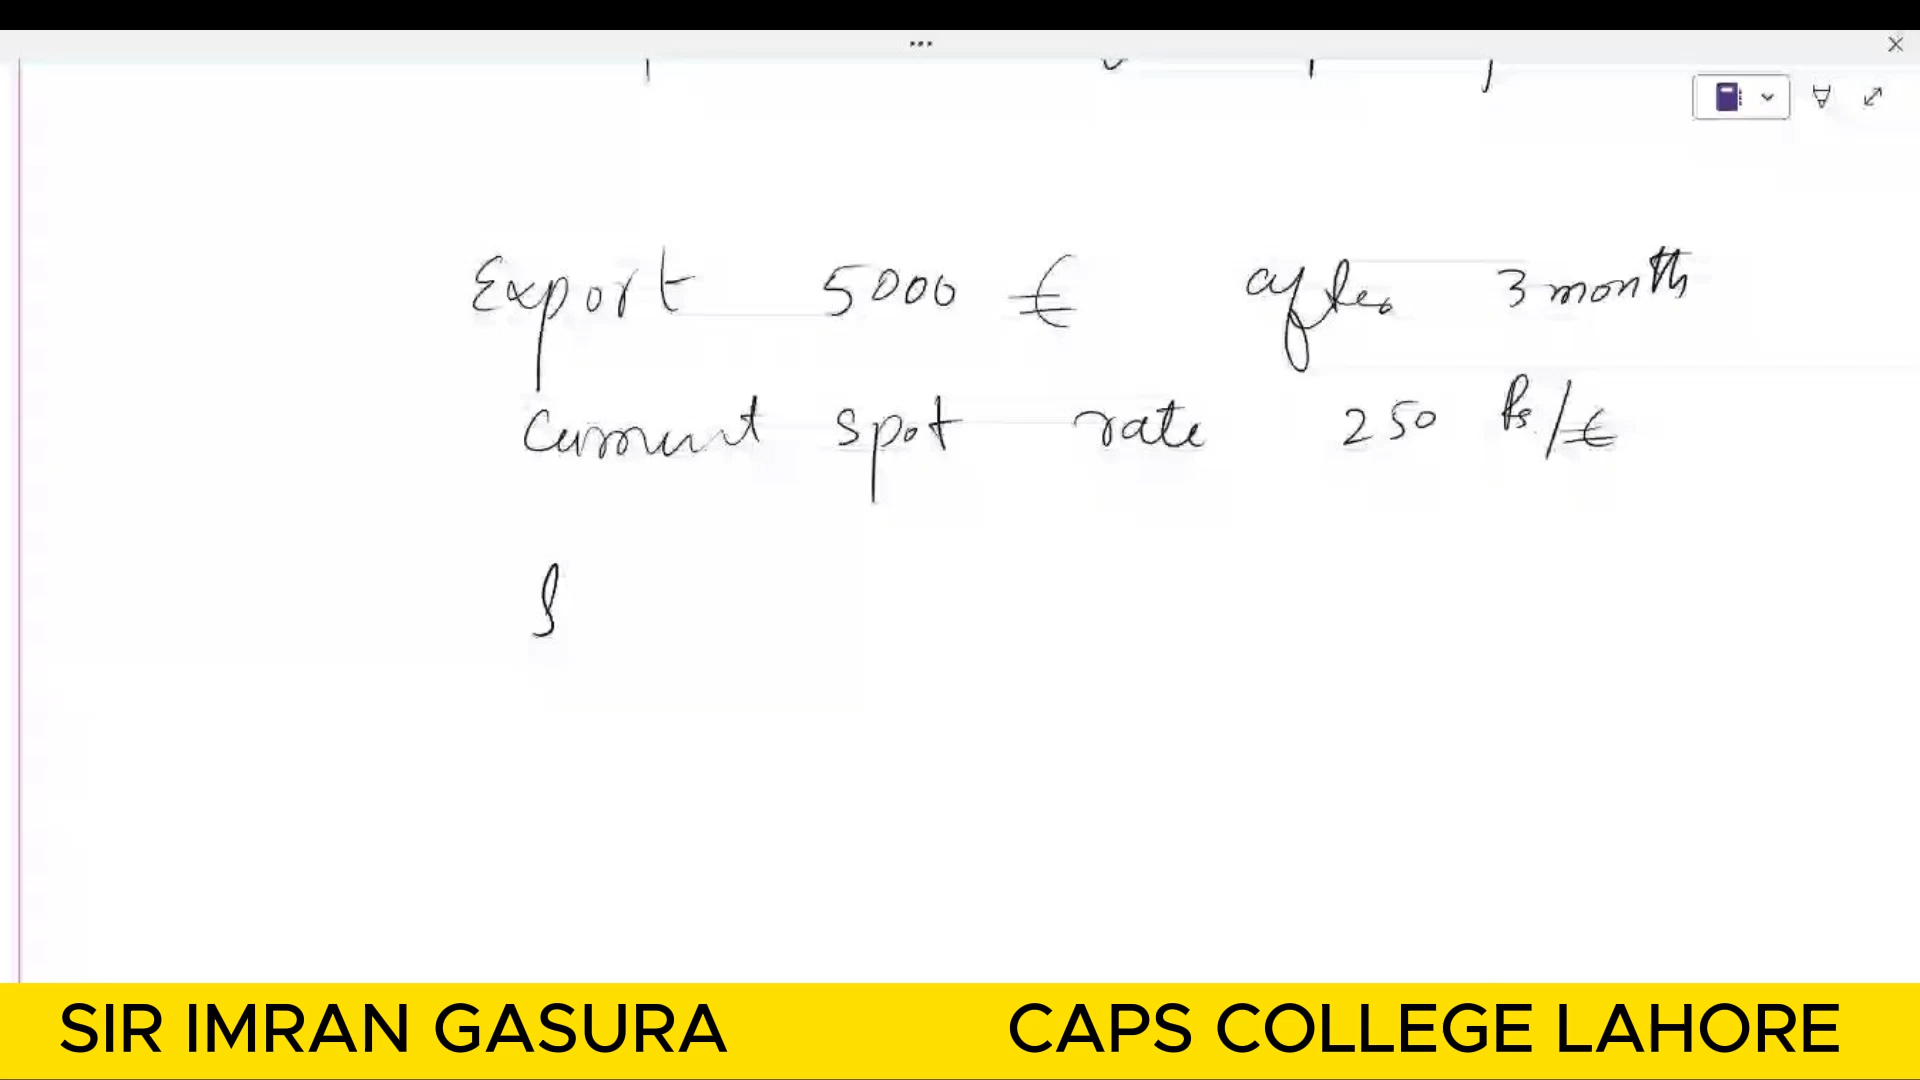 Export 5000 € after 3 month
Current spot rate 250 Rs/€
SIR IMRAN GASURA
CAPS COLLEGE LAHORE